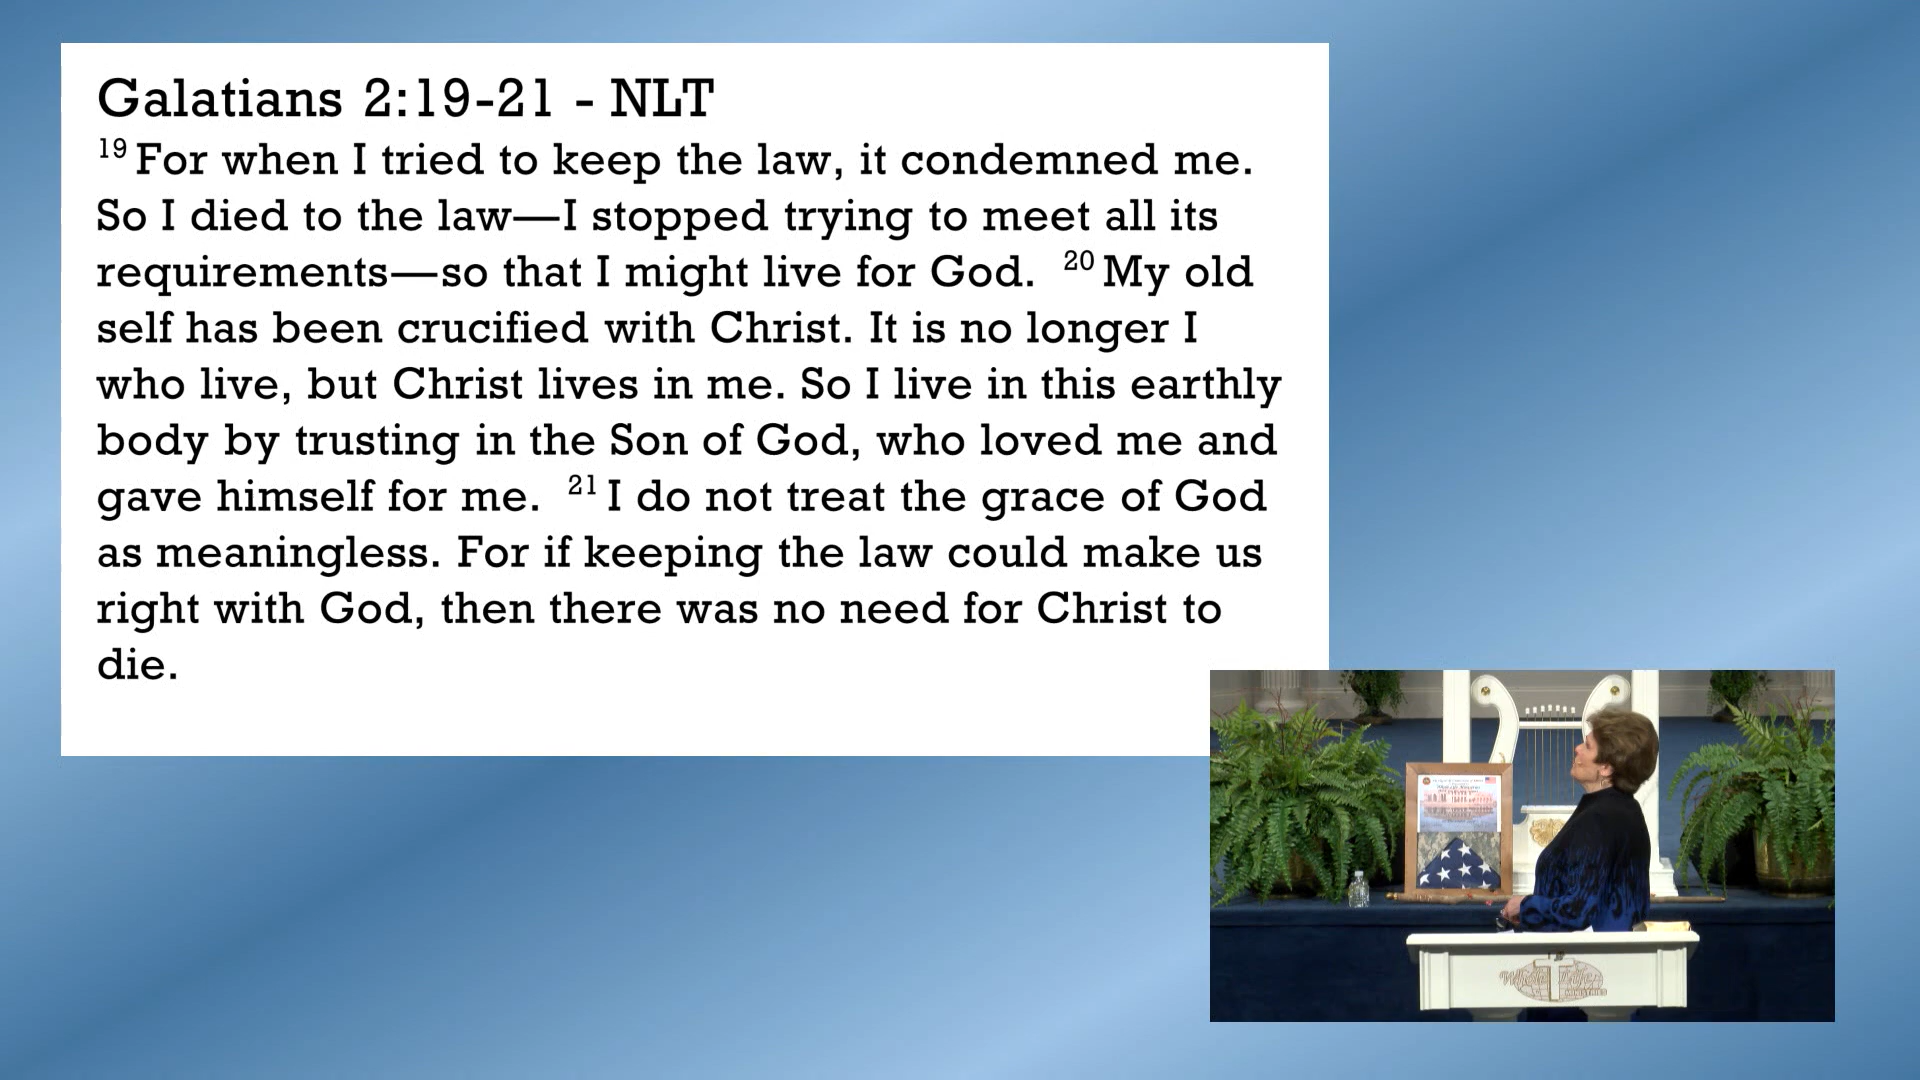 Galatians 2:19-21 - NLT
19 For when I tried to keep the law, it condemned me.
So I died to the law—I stopped trying to meet all its
requirements—so that I might live for God. 20 My old
self has been crucified with Christ. It is no longer I
who live, but Christ lives in me. So I live in this earthly
body by trusting in the Son of God, who loved me and
gave himself for me. 21 I do not treat the grace of God
as meaningless. For if keeping the law could make us
right with God, then there was no need for Christ to
die.
Whole Life
MINISTRIES